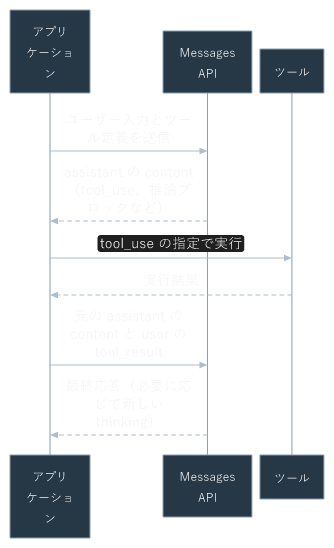 アプリ
ケーショ
ン
Messages
API
ツール
ユーザー入力とツー
ル定義を送信
assistant の content
（tool_use、推論ブ
ロックなど）
tool_use の指定で実行
実行結果
元の assistant の
content と user の
tool_result
最終応答（必要に応
じて新しい
thinking）
アプリ
ケーショ
ン
Messages
API
ツール